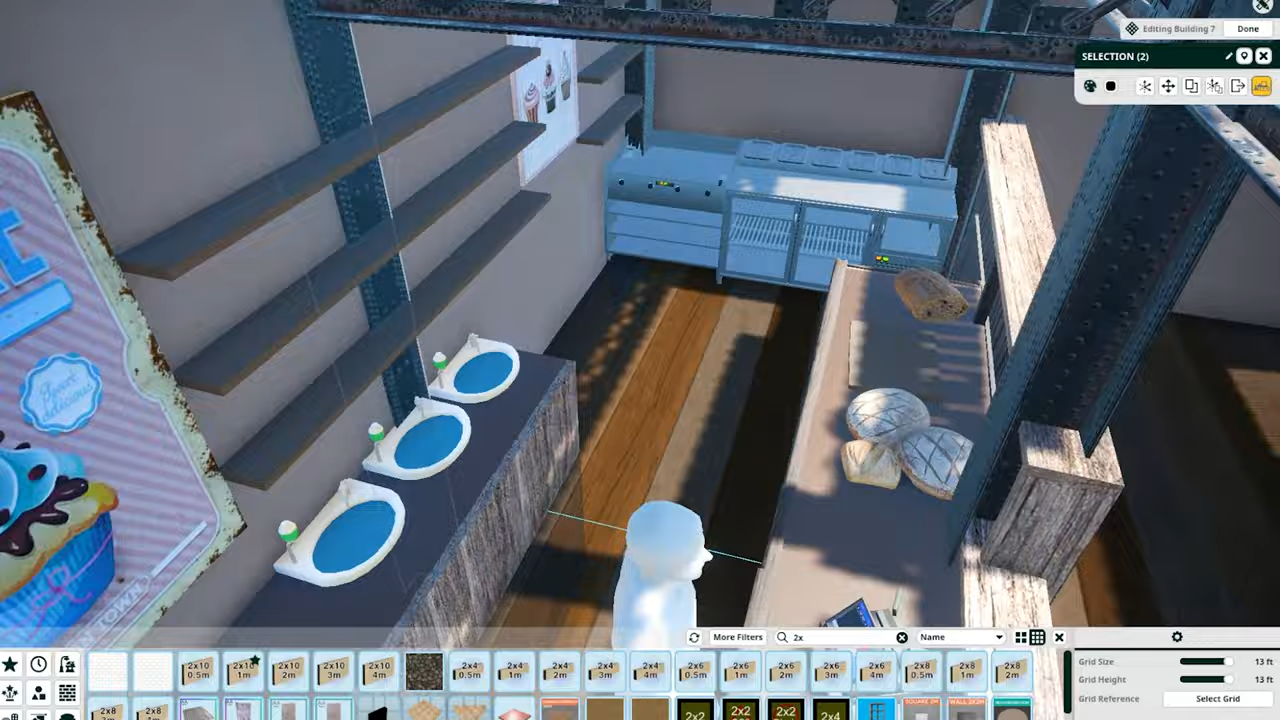 Editing Building 7 Done
SELECTION (2)
Sweet
delicious
N TOWN
More Filters 2x Name
2x10 0.5m 2x10 1m 2x10 2m 2x10 3m 2x10 4m 2x4 0.5m 2x4 1m 2x4 2m 2x4 3m 2x4 4m 2x6 0.5m 2x6 1m 2x6 2m 2x6 3m 2x6 4m 2x8 0.5m 2x8 1m 2x8 2m
2x8 2x8 2x2 2x2 2x2 2x4
Grid Size 13 ft
Grid Height 13 ft
Grid Reference Select Grid